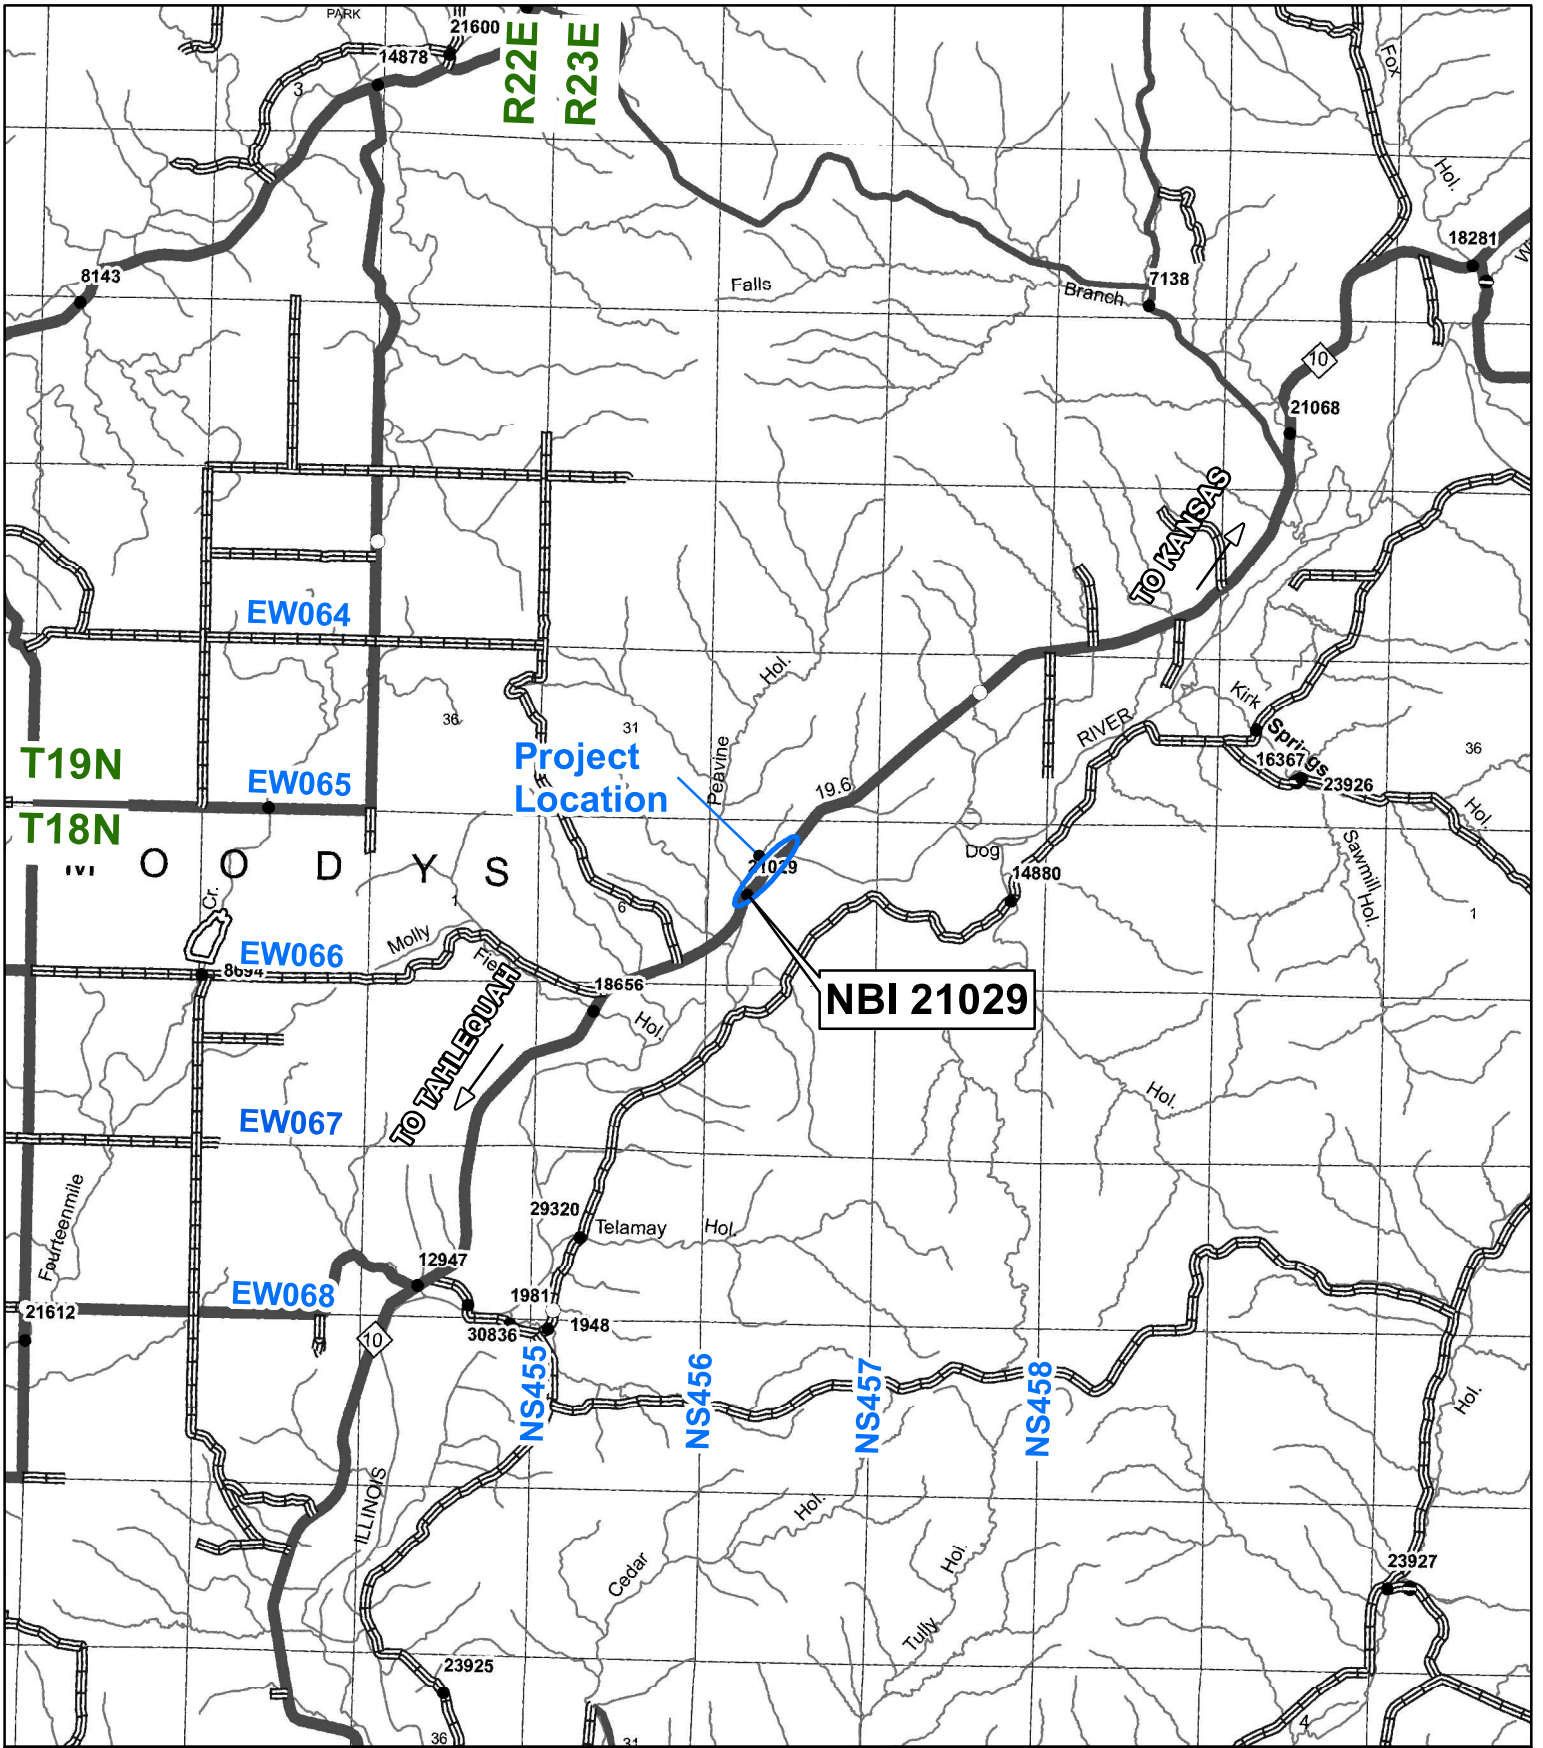 PARK
21600
R22E
R23E
14878
3
Fox
Hol.
18281
8143
Falls
Branch
7138
10
21068
TO KANSAS
EW064
Hol.
36
31
Kirk
Springs
RIVER
36
T19N
Project
Location
Peavine
EW065
19.6
16367
23926
Hol.
T18N
M O O D Y S
21029
Dog
14880
Sawmill Hol.
Cr.
1
6
1
Molly
EW066
8694
18656
NBI 21029
Hol.
TO TAHLEQUAH
Hol.
EW067
Fourteenmile
29320
Telamay Hol.
12947
EW068
1981
21612
30836
1948
10
NS455
NS456
NS457
NS458
Hol.
ILLINOIS
Hol.
Cedar
Hol.
23927
Tully
23925
36
31
4